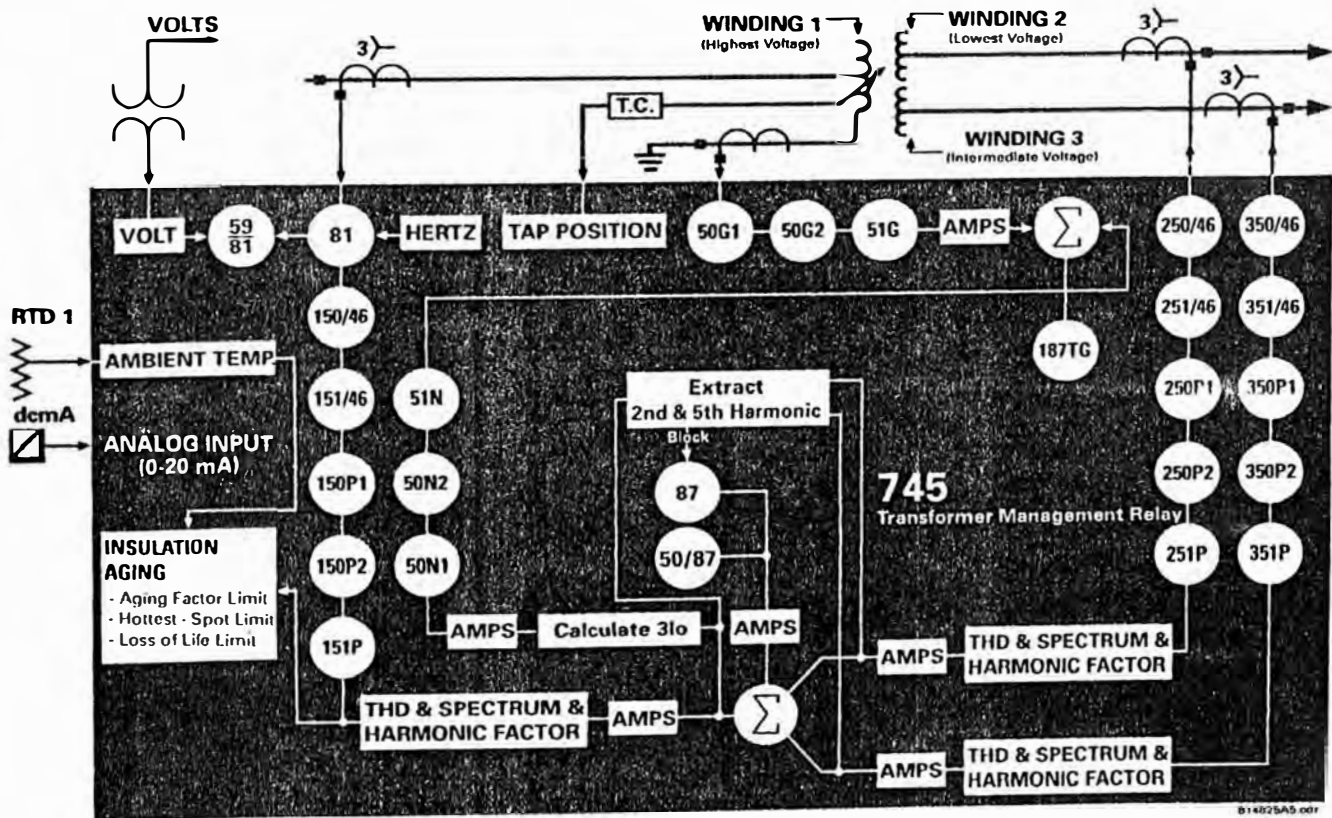 VOLTS
WINDING 1
(Highest Voltage)
WINDING 2
(Lowest Voltage)
3
3
3
T.C.
WINDING 3
(Intermediate Voltage)
VOLT
59
81
81
HERTZ
TAP POSITION
50G1
50G2
51G
AMPS
Σ
250/46
350/46
150/46
251/46
351/46
187TG
RTD 1
AMBIENT TEMP
151/46
51N
Extract
2nd & 5th Harmonic
Block
250P1
350P1
dcmA
ANALOG INPUT
(0-20 mA)
150P1
50N2
87
745
Transformer Management Relay
250P2
350P2
INSULATION
AGING
- Aging Factor Limit
- Hottest - Spot Limit
- Loss of Life Limit
150P2
50N1
50/87
251P
351P
151P
AMPS
Calculate 3Io
AMPS
AMPS
THD & SPECTRUM &
HARMONIC FACTOR
THD & SPECTRUM &
HARMONIC FACTOR
AMPS
Σ
AMPS
THD & SPECTRUM &
HARMONIC FACTOR